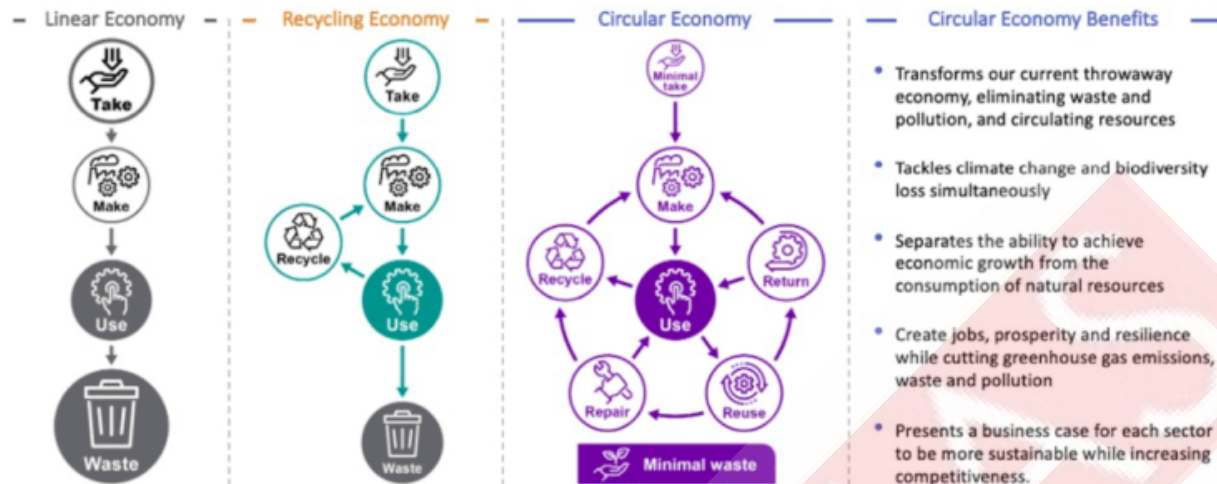 Linear Economy
Take
Make
Use
Waste
Recycling Economy
Take
Make
Recycle
Use
Waste
Circular Economy
Minimal
take
Make
Recycle
Return
Use
Repair
Reuse
Minimal waste
Circular Economy Benefits
• Transforms our current throwaway
economy, eliminating waste and
pollution, and circulating resources
• Tackles climate change and biodiversity
loss simultaneously
• Separates the ability to achieve
economic growth from the
consumption of natural resources
• Create jobs, prosperity and resilience
while cutting greenhouse gas emissions,
waste and pollution
• Presents a business case for each sector
to be more sustainable while increasing
competitiveness.